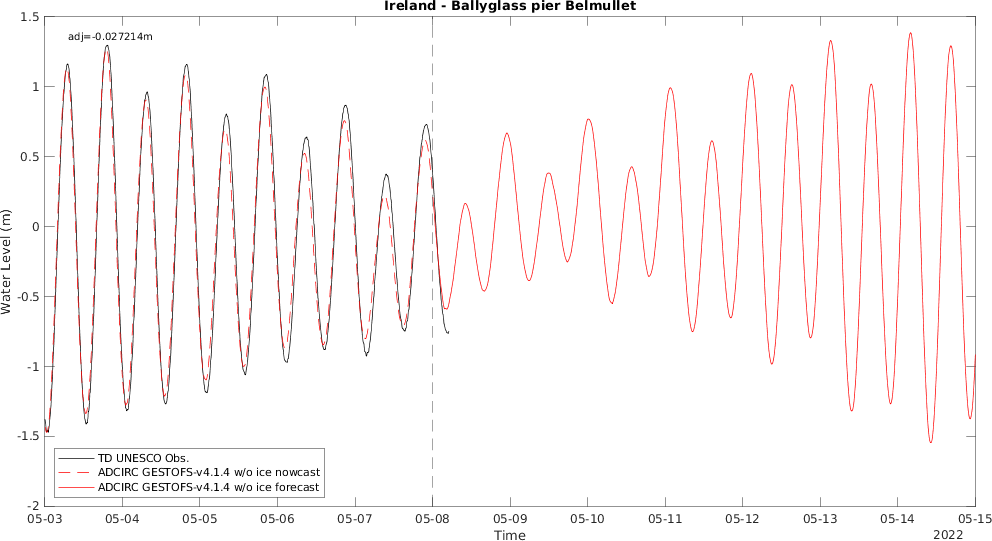 Ireland - Ballyglass pier Belmullet
adj=-0.027214m
1.5
1
0.5
0
-0.5
-1
-1.5
-2
Water Level (m)
TD UNESCO Obs.
ADCIRC GESTOFS-v4.1.4 w/o ice nowcast
ADCIRC GESTOFS-v4.1.4 w/o ice forecast
05-03 05-04 05-05 05-06 05-07 05-08 05-09 05-10 05-11 05-12 05-13 05-14 05-15
Time
2022